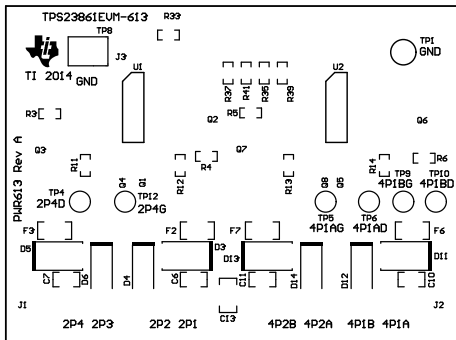 TPS23861EVM-613
R33
TP8
J3
TP1
GND
TI 2014
GND
U1
U2
R37
R41
R35
R39
R3
Q2
R5
Q6
PWR613 Rev A
Q3
R11
R12
R4
Q7
R13
R14
R6
TP4
2P4D
Q4
Q1
TP12
2P4G
Q8
Q5
TP9
4P1BG
TP10
4P1BD
TP5
4P1AG
TP6
4P1AD
F3
F2
F7
F6
D5
D3
D13
D11
C7
D6
D4
C6
C11
D14
D12
C10
J1
C13
J2
2P4 2P3 2P2 2P1 4P2B 4P2A 4P1B 4P1A